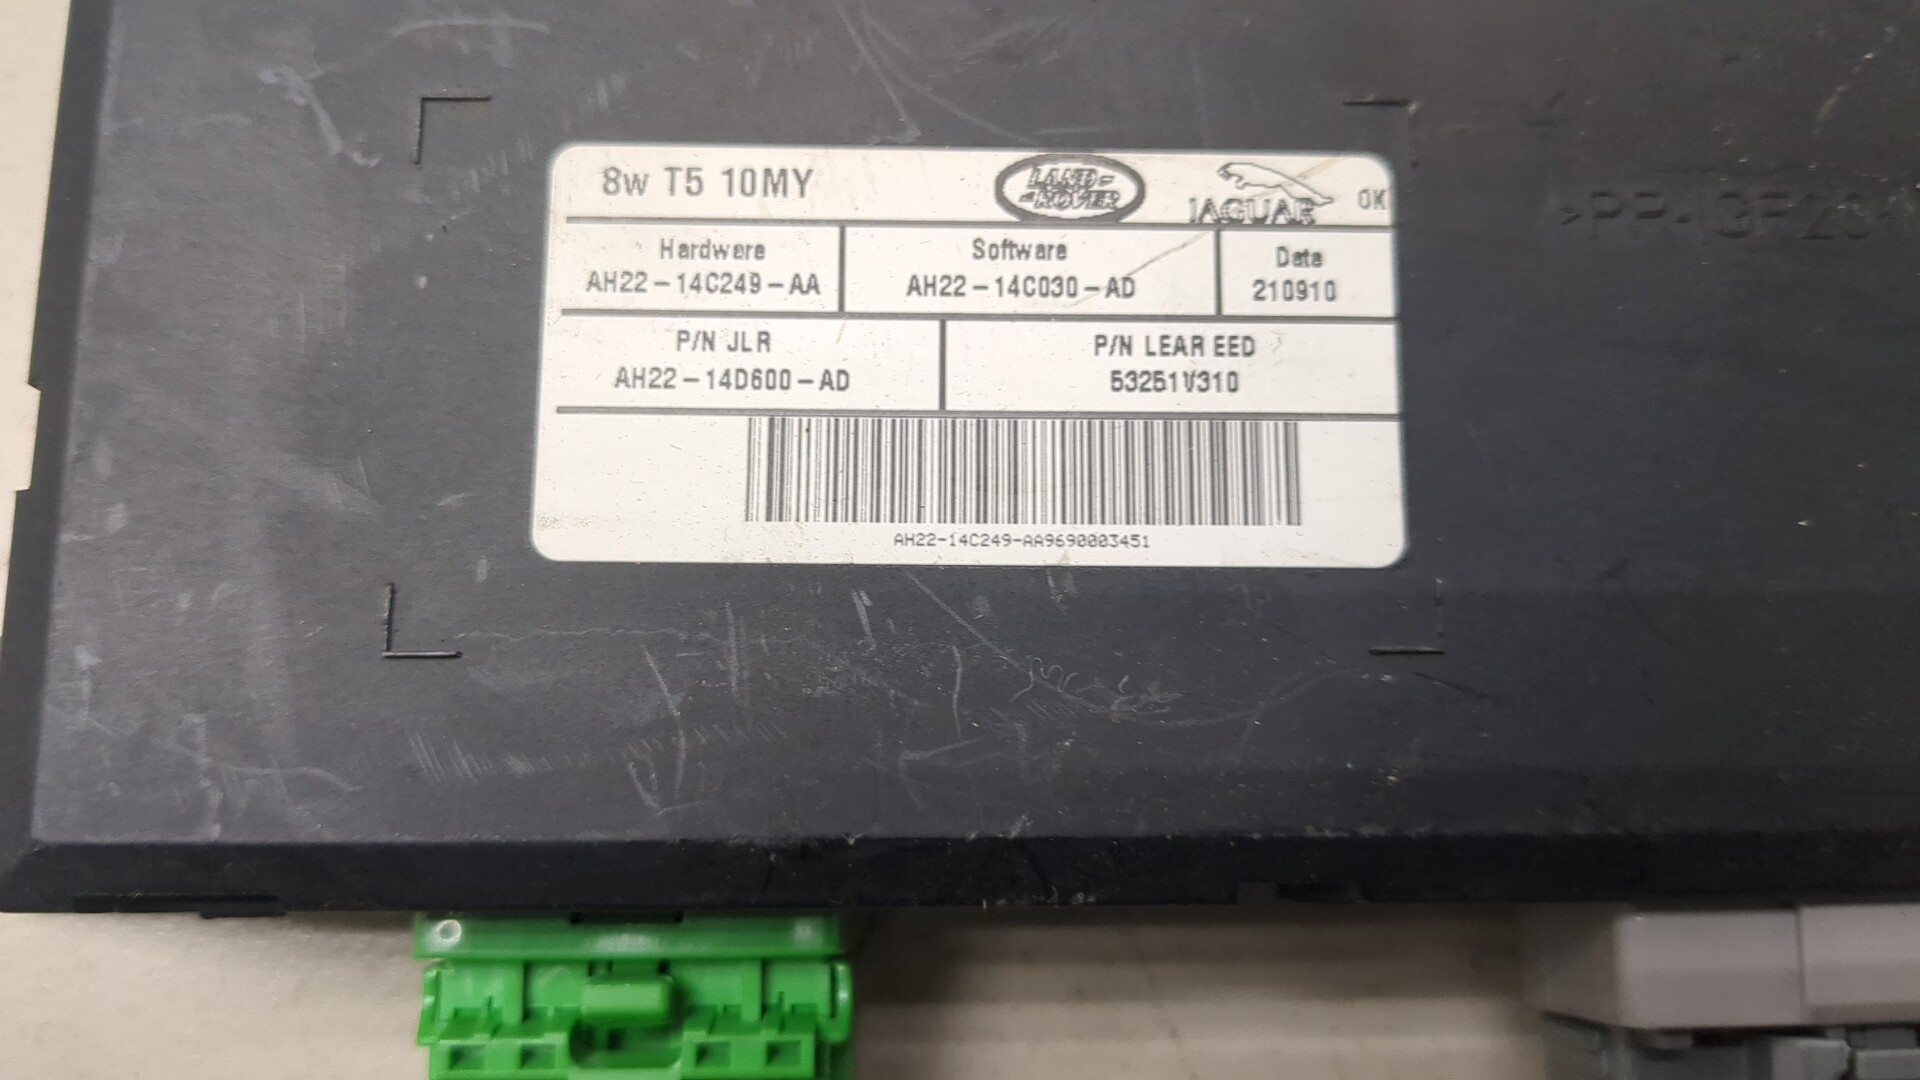 8w T5 10MY
LAND-
-ROVER
JAGUAR
OK
Hardware
AH22-14C249-AA
Software
AH22-14C030-AD
Date
210910
P/N JLR
AH22-14D600-AD
P/N LEAR EED
53251V310
AH22-14C249-AA9690003451